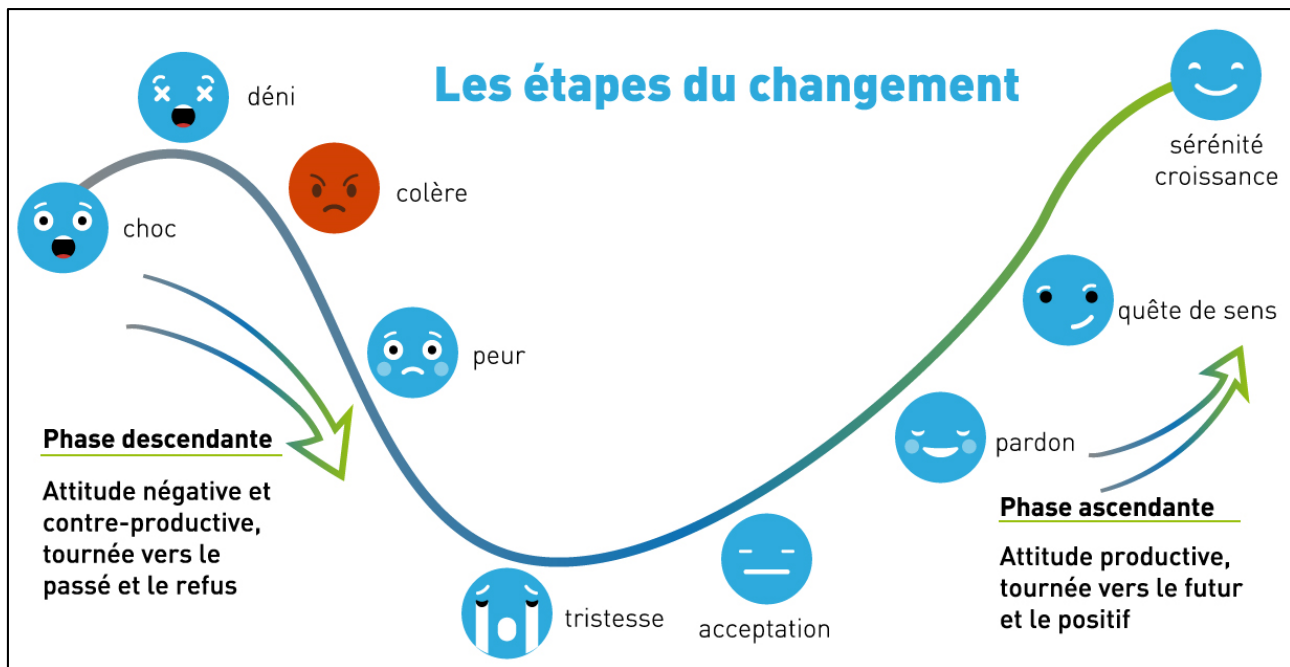 Les étapes du changement
déni
choc
colère
peur
Phase descendante
Attitude négative et
contre-productive,
tournée vers le
passé et le refus
tristesse
acceptation
pardon
quête de sens
sérénité
croissance
Phase ascendante
Attitude productive,
tournée vers le futur
et le positif